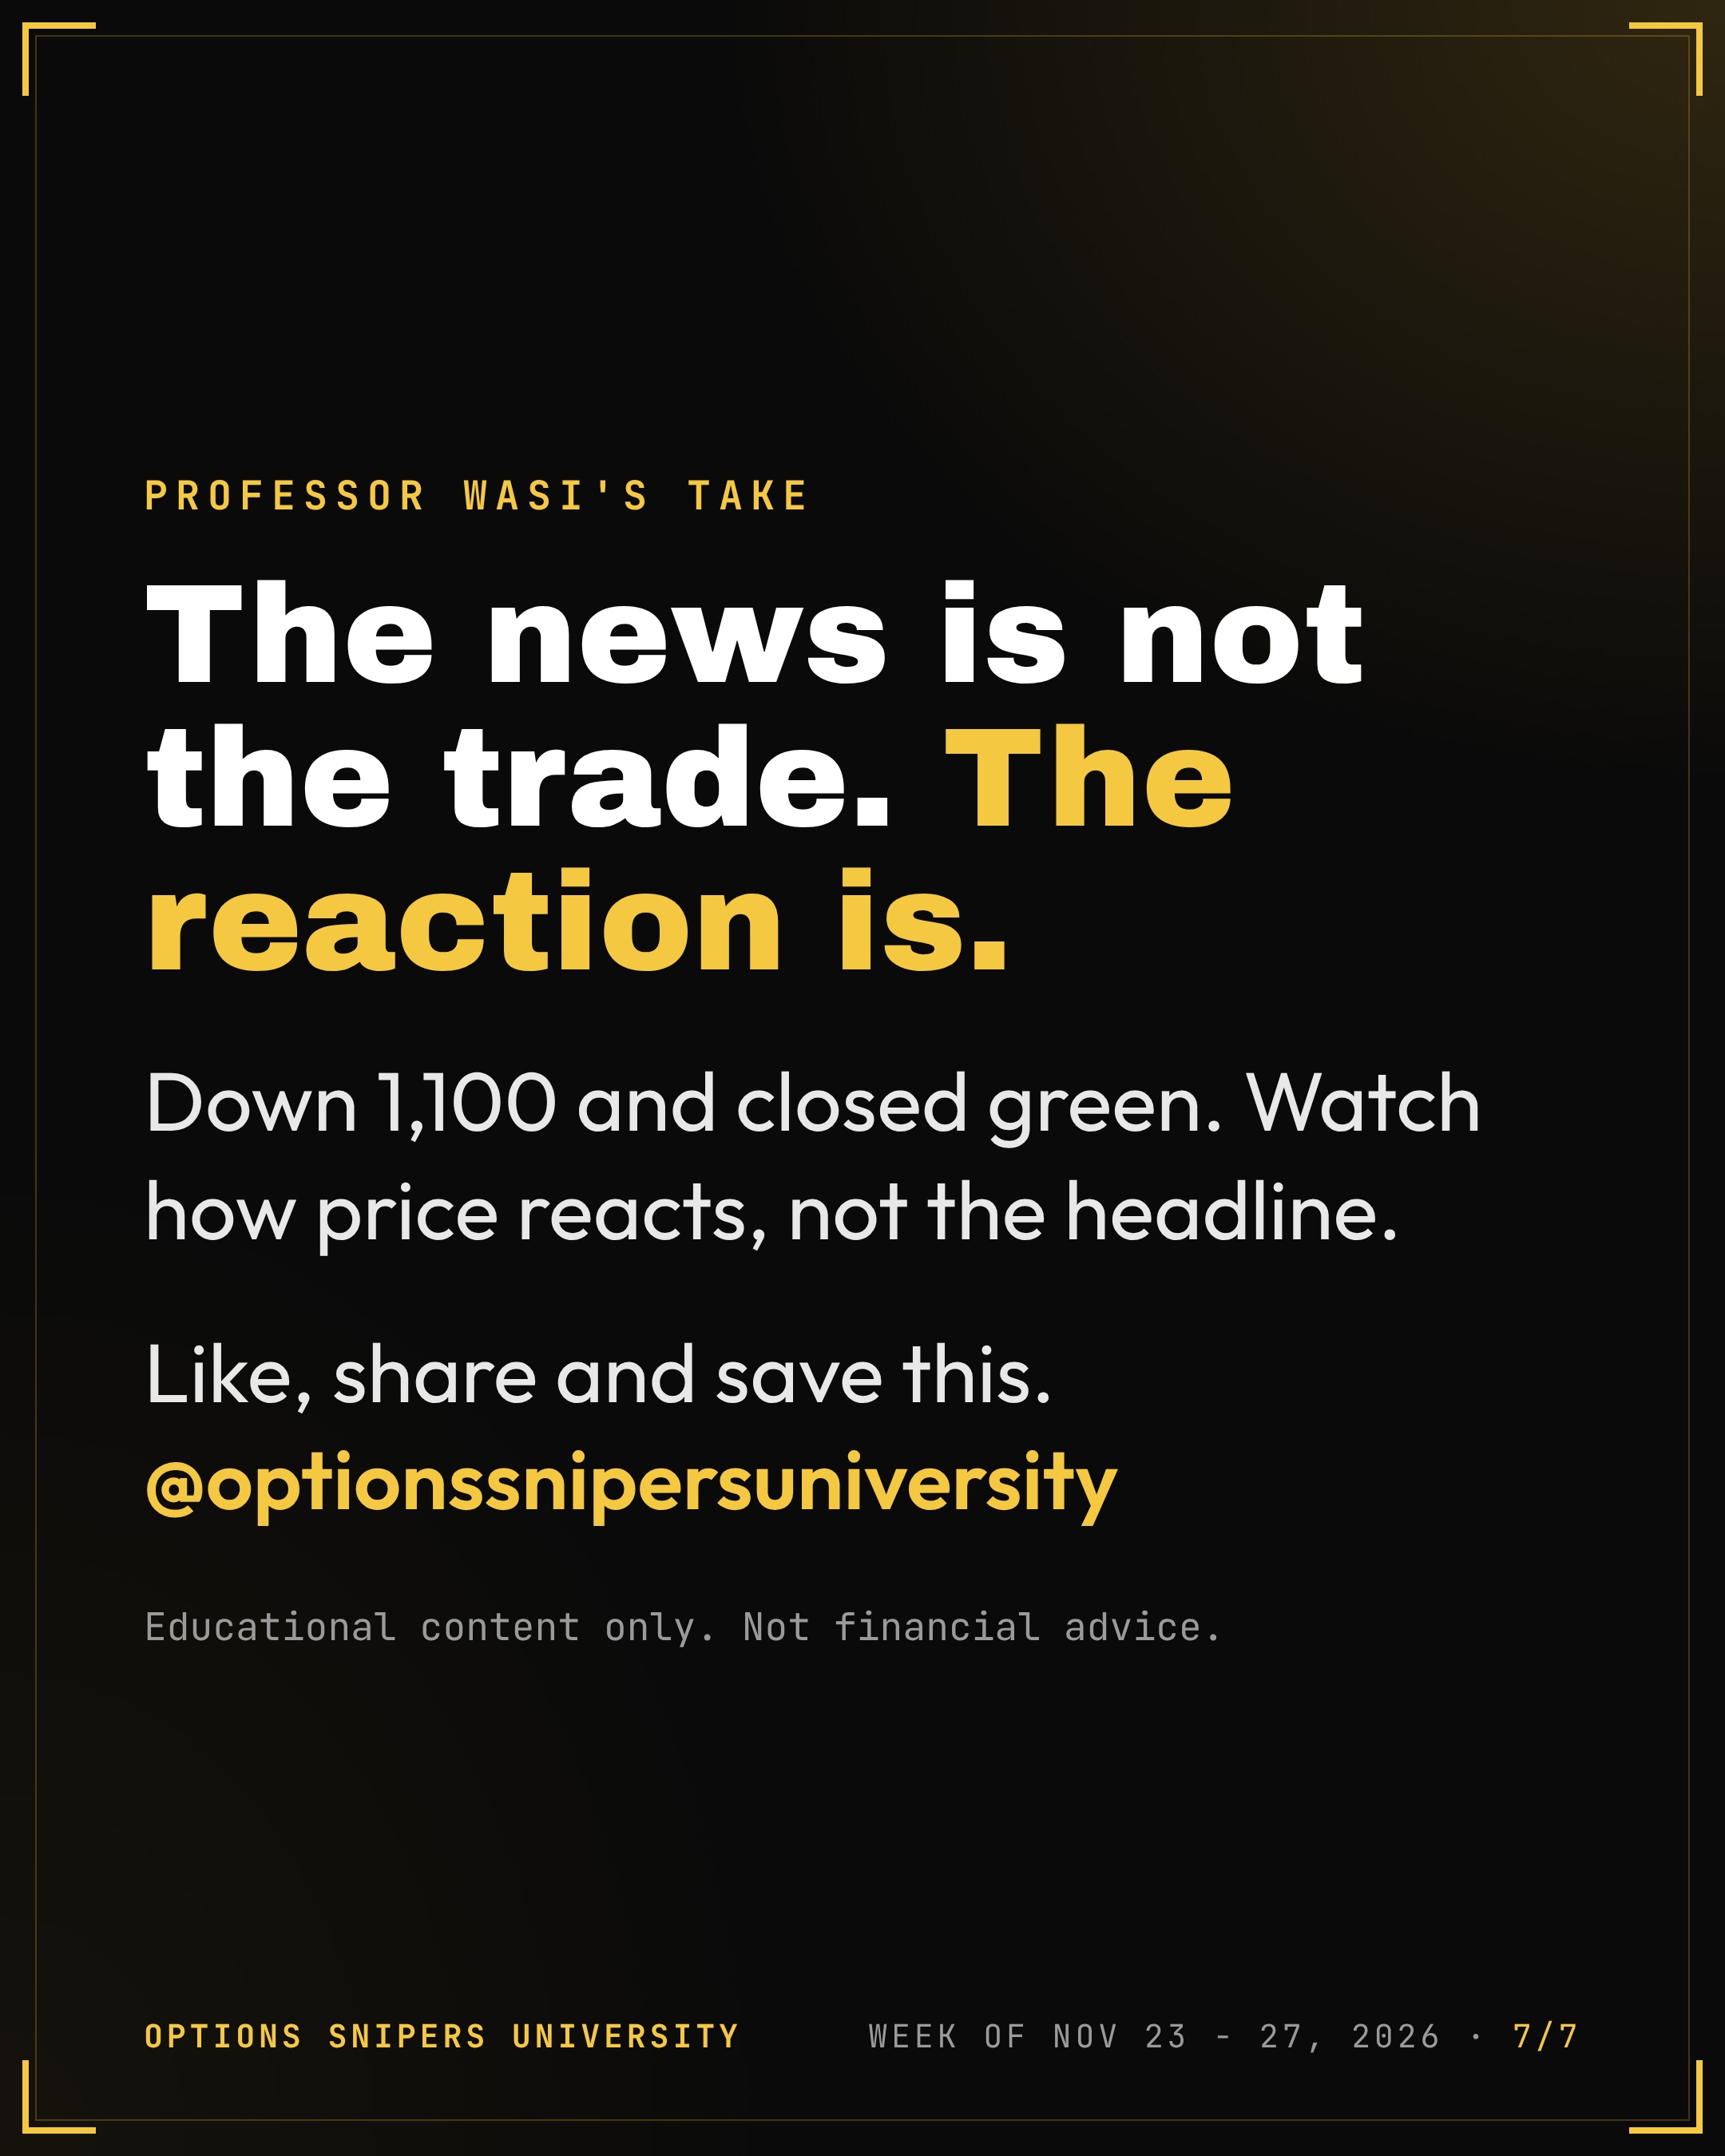 PROFESSOR WASI'S TAKE
The news is not
the trade. The
reaction is.
Down 1,100 and closed green. Watch
how price reacts, not the headline.
Like, share and save this.
@optionssnipersuniversity
Educational content only. Not financial advice.
OPTIONS SNIPERS UNIVERSITY
WEEK OF NOV 23 - 27, 2026 · 7/7